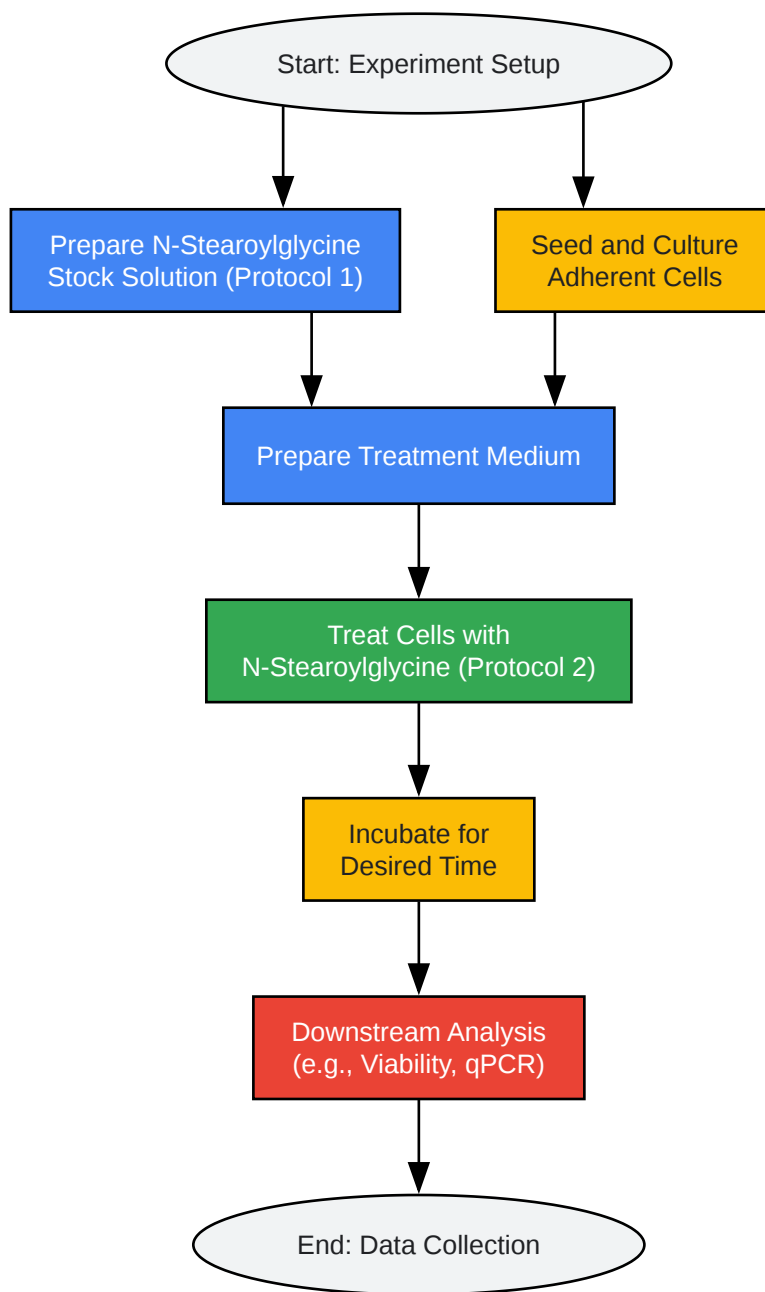 Start: Experiment Setup
Prepare N-Stearoylglycine
Stock Solution (Protocol 1)
Seed and Culture
Adherent Cells
Prepare Treatment Medium
Treat Cells with
N-Stearoylglycine (Protocol 2)
Incubate for
Desired Time
Downstream Analysis
(e.g., Viability, qPCR)
End: Data Collection